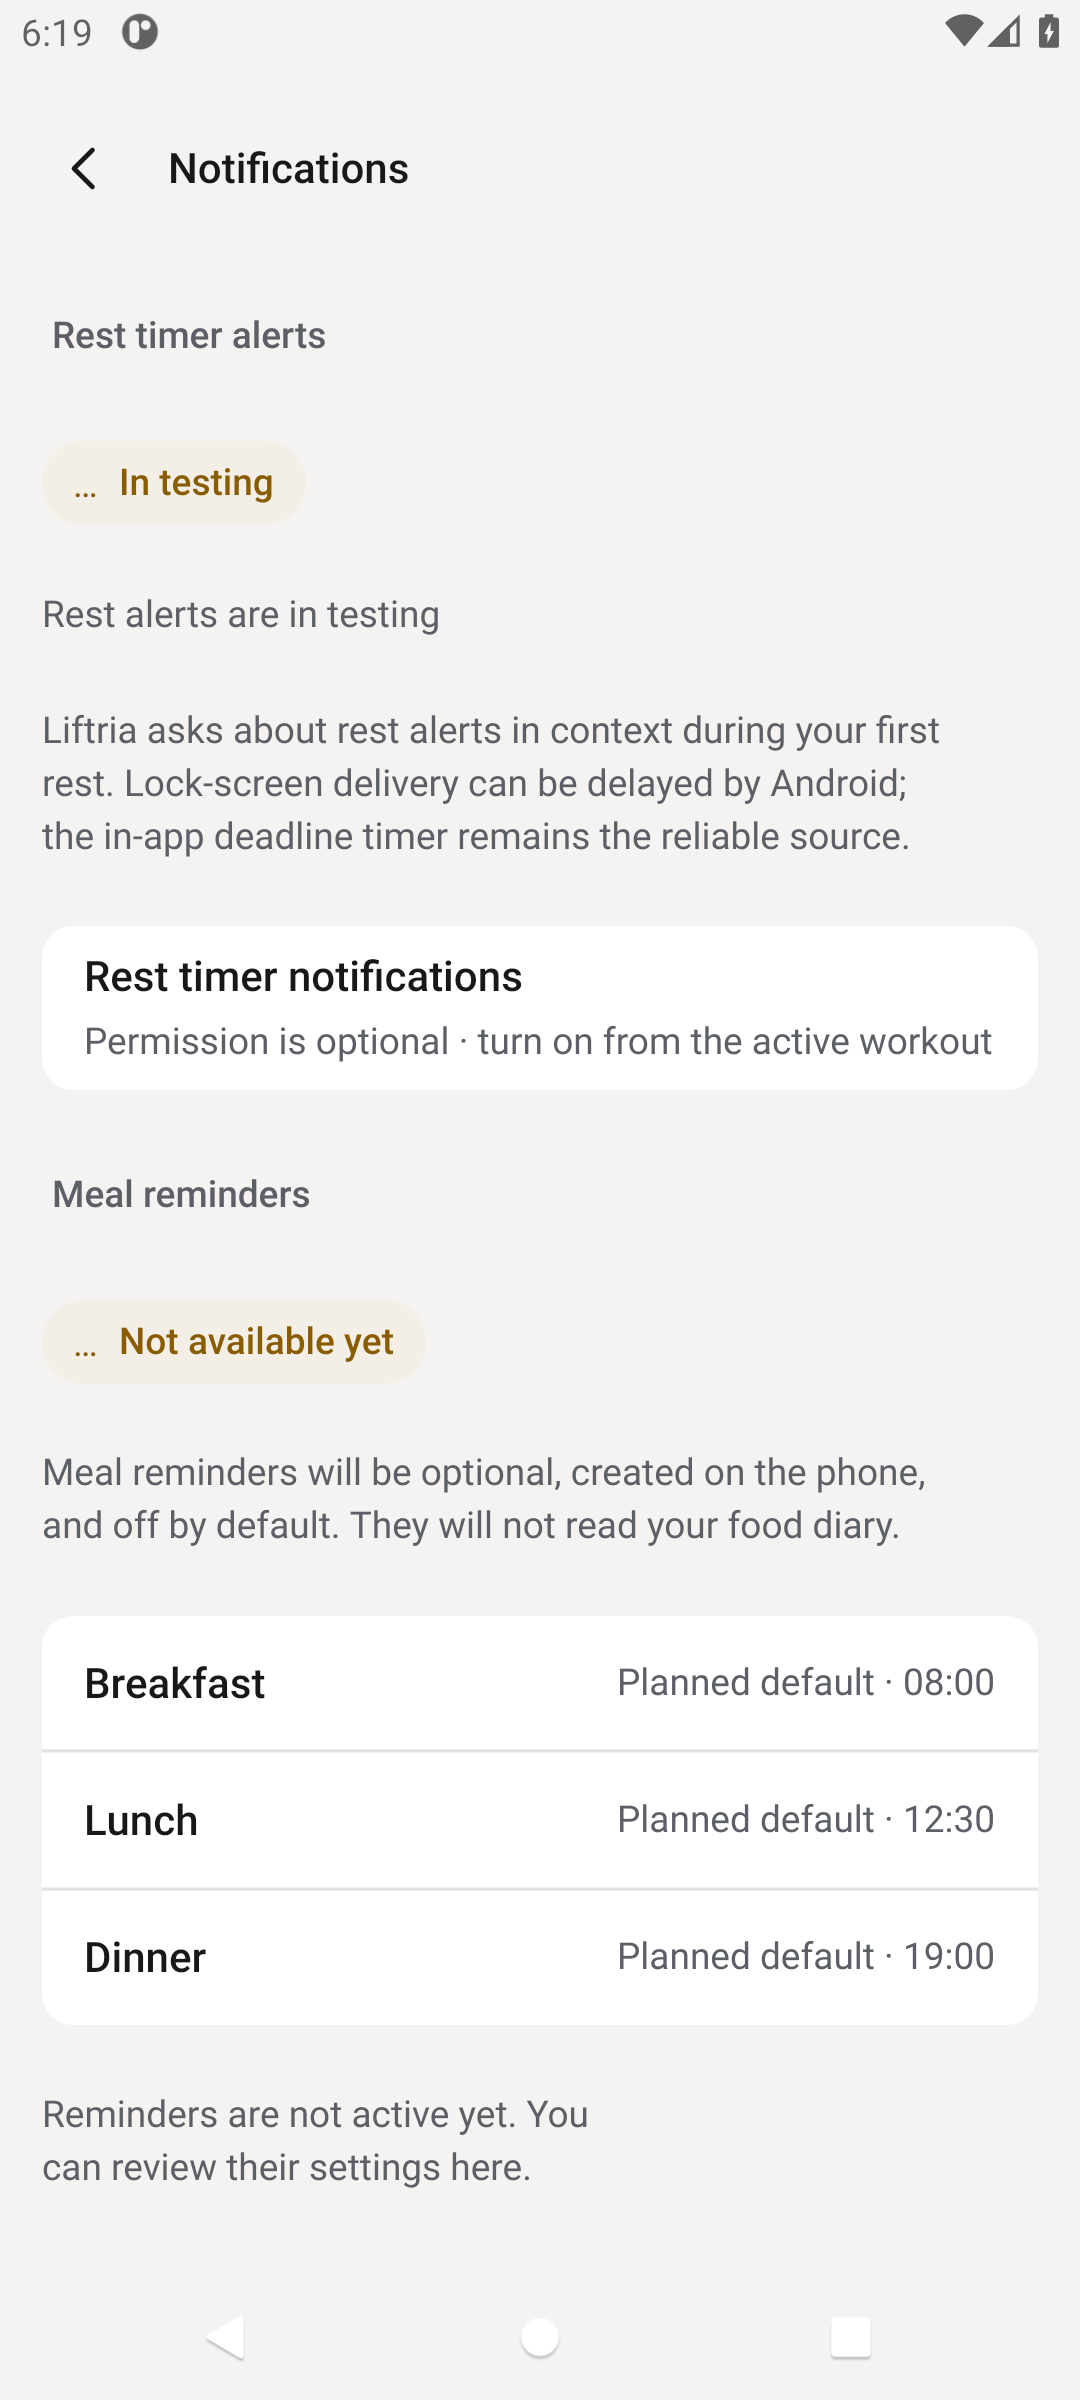 6:19
Notifications
Rest timer alerts
... In testing
Rest alerts are in testing
Liftria asks about rest alerts in context during your first
rest. Lock-screen delivery can be delayed by Android;
the in-app deadline timer remains the reliable source.
Rest timer notifications
Permission is optional · turn on from the active workout
Meal reminders
... Not available yet
Meal reminders will be optional, created on the phone,
and off by default. They will not read your food diary.
Breakfast Planned default · 08:00
Lunch Planned default · 12:30
Dinner Planned default · 19:00
Reminders are not active yet. You
can review their settings here.